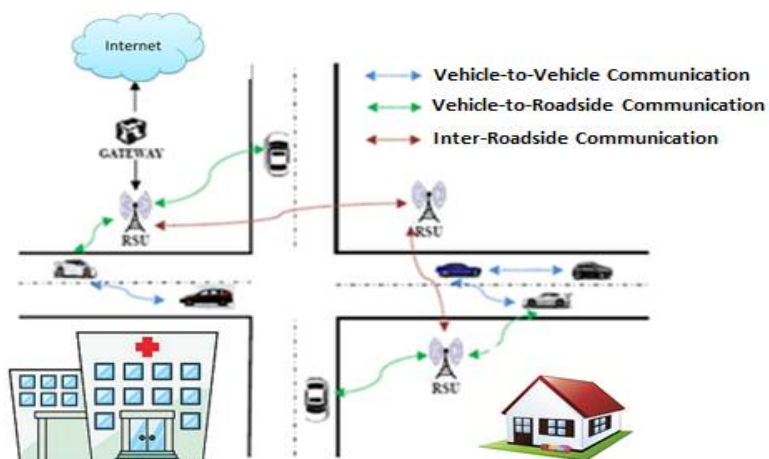 Internet
Vehicle-to-Vehicle Communication
Vehicle-to-Roadside Communication
Inter-Roadside Communication
GATEWAY
RSU
RSU
RSU